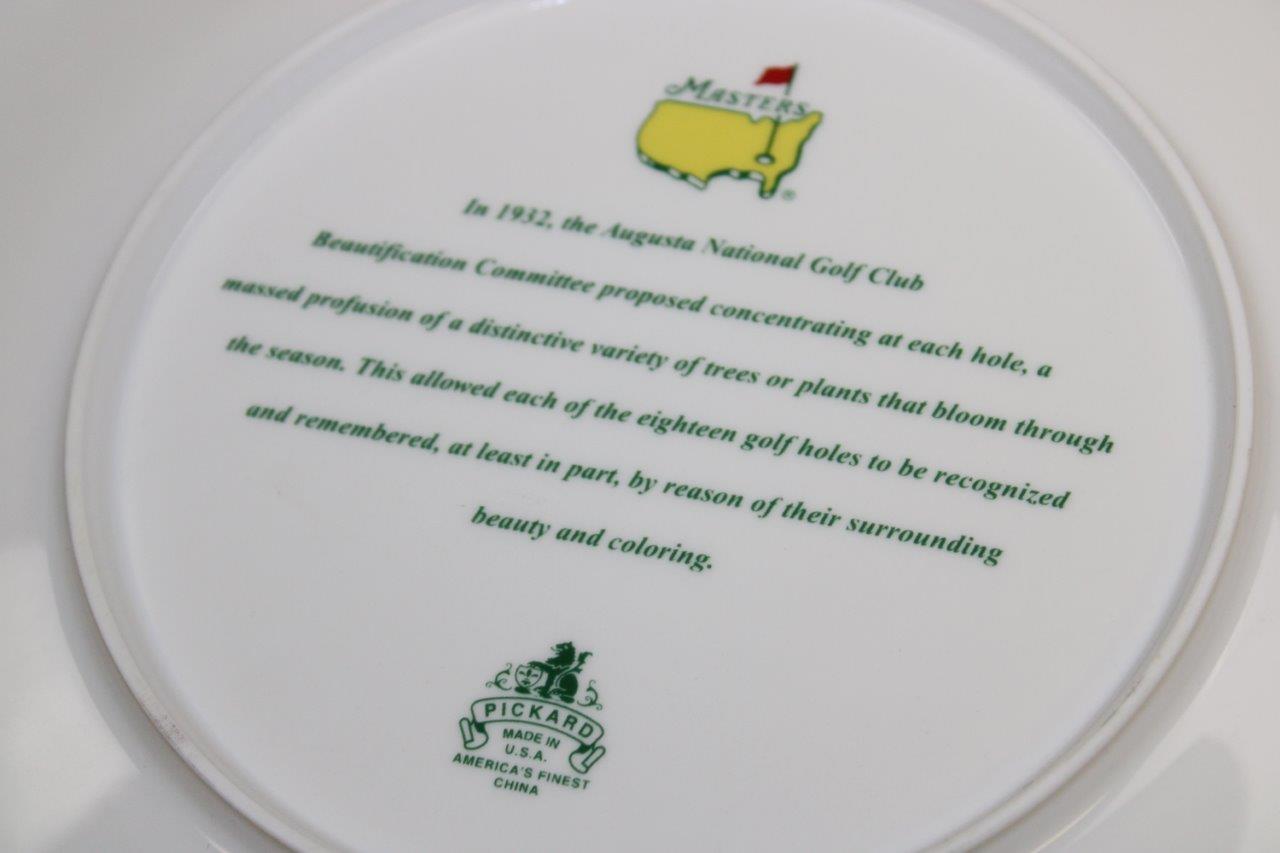 MASTERS
®
In 1932, the Augusta National Golf Club
Beautification Committee proposed concentrating at each hole, a
massed profusion of a distinctive variety of trees or plants that bloom through
the season. This allowed each of the eighteen golf holes to be recognized
and remembered, at least in part, by reason of their surrounding
beauty and coloring.
PICKARD
MADE IN
U.S.A.
AMERICA'S FINEST
CHINA